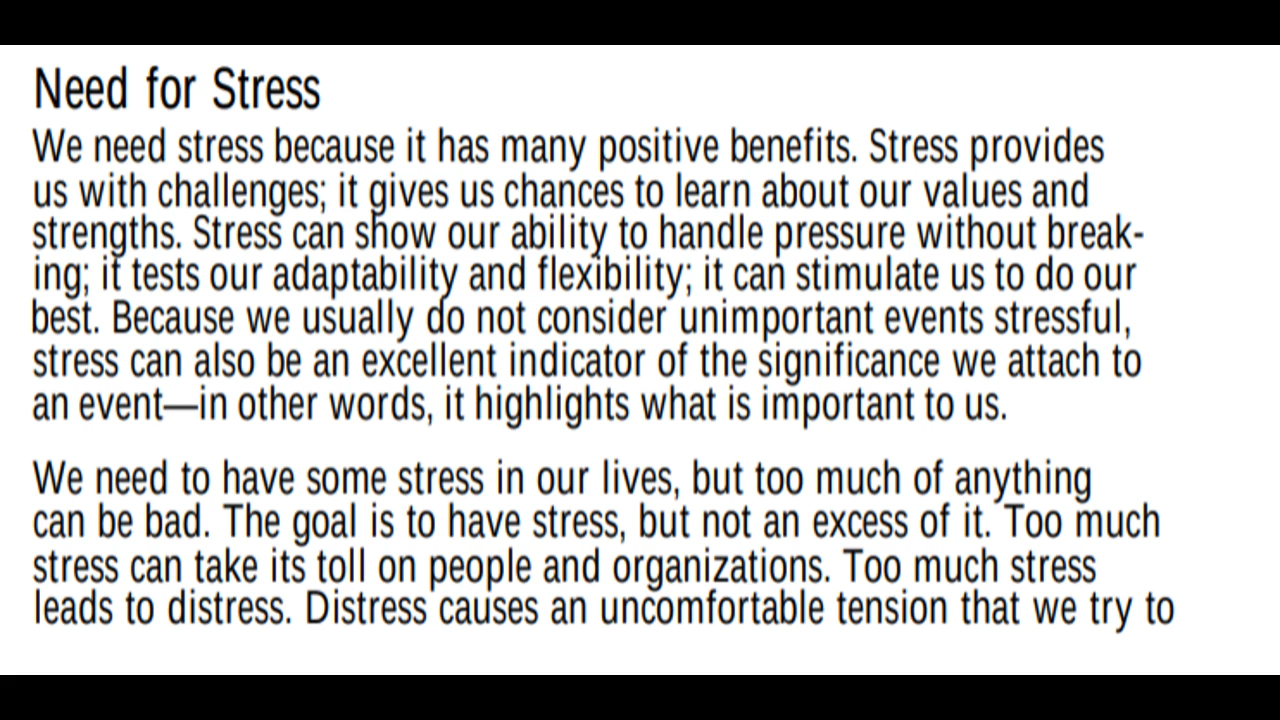 Need for Stress
We need stress because it has many positive benefits. Stress provides
us with challenges; it gives us chances to learn about our values and
strengths. Stress can show our ability to handle pressure without break-
ing; it tests our adaptability and flexibility; it can stimulate us to do our
best. Because we usually do not consider unimportant events stressful,
stress can also be an excellent indicator of the significance we attach to
an event—in other words, it highlights what is important to us.
We need to have some stress in our lives, but too much of anything
can be bad. The goal is to have stress, but not an excess of it. Too much
stress can take its toll on people and organizations. Too much stress
leads to distress. Distress causes an uncomfortable tension that we try to